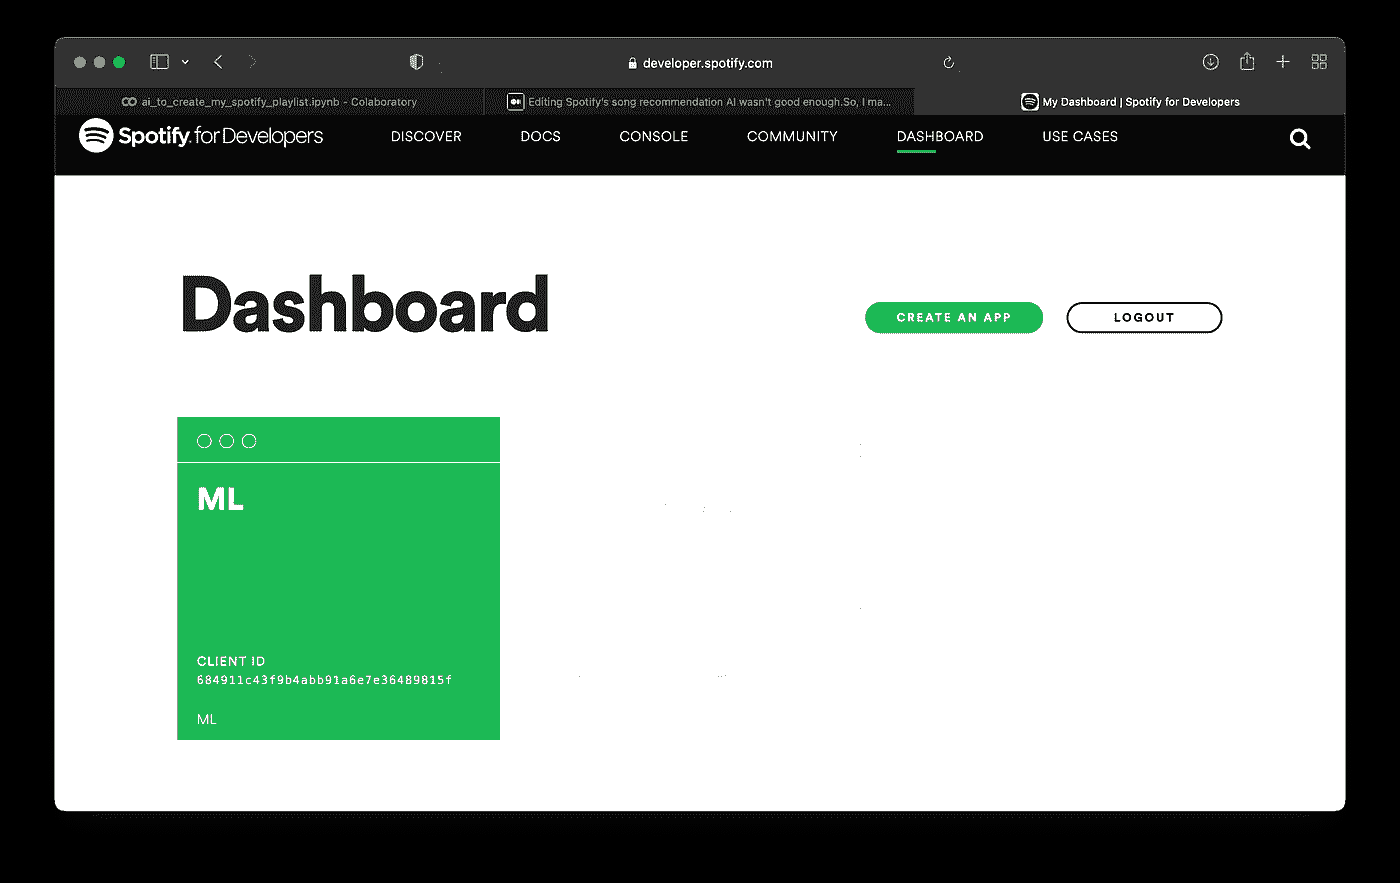 developer.spotify.com
ai_to_create_my_spotify_playlist.ipynb - Colaboratory
Editing Spotify's song recommendation AI wasn't good enough.So, I ma...
My Dashboard | Spotify for Developers
Spotify for Developers
DISCOVER
DOCS
CONSOLE
COMMUNITY
DASHBOARD
USE CASES
Dashboard
CREATE AN APP
LOGOUT
ML
CLIENT ID
684911c43f9b4abb91a6e7e36489815f
ML